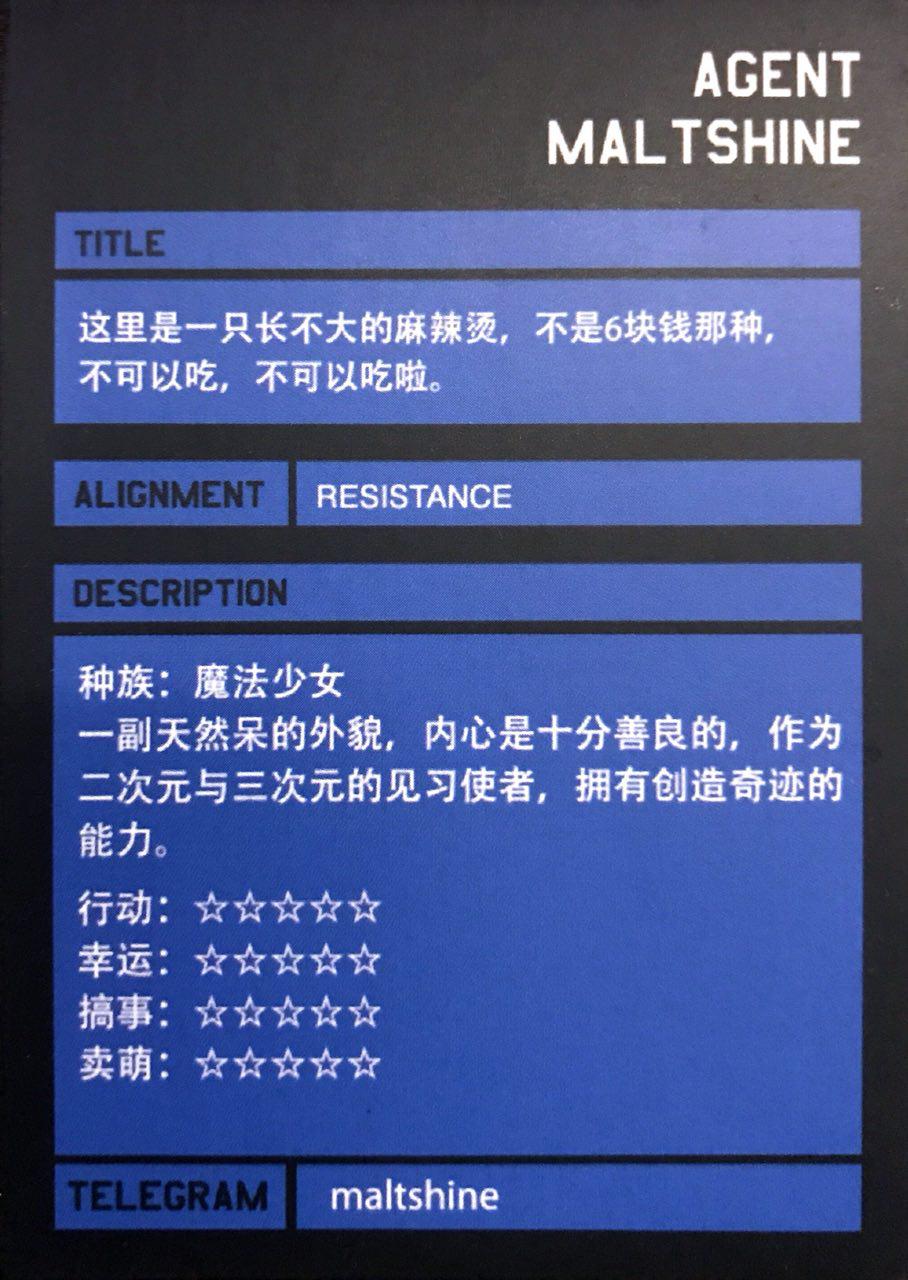 AGENT
MALTSHINE
TITLE
这里是一只长不大的麻辣烫，不是6块钱那种，
不可以吃，不可以吃啦。
ALIGNMENT RESISTANCE
DESCRIPTION
种族：魔法少女
一副天然呆的外貌，内心是十分善良的，作为
二次元与三次元的见习使者，拥有创造奇迹的
能力。
行动：☆☆☆☆☆
幸运：☆☆☆☆☆
搞事：☆☆☆☆☆
卖萌：☆☆☆☆☆
TELEGRAM maltshine